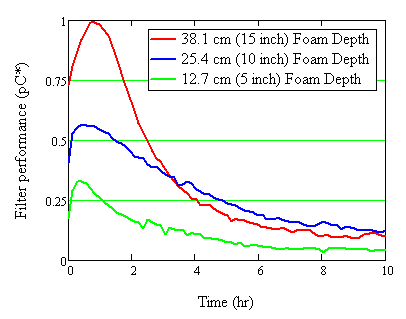 1
38.1 cm (15 inch) Foam Depth
25.4 cm (10 inch) Foam Depth
12.7 cm (5 inch) Foam Depth
0.75
0.5
0.25
0
Filter performance (pC*)
0 2 4 6 8 10
Time (hr)